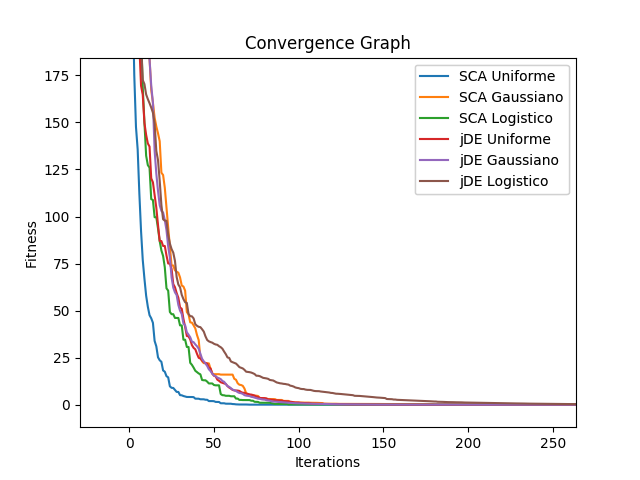 Convergence Graph
175
150
125
100
75
50
25
0
Fitness
SCA Uniforme
SCA Gaussiano
SCA Logistico
jDE Uniforme
jDE Gaussiano
jDE Logistico
0 50 100 150 200 250
Iterations